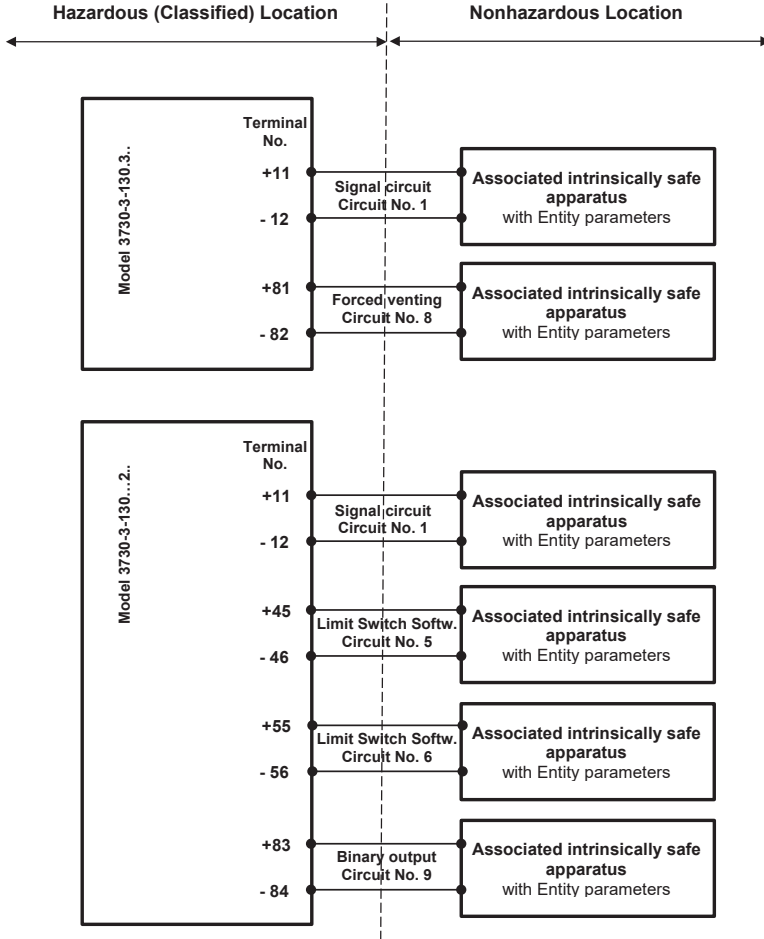 Hazardous (Classified) Location
Nonhazardous Location
Model 3730-3-130.3..
Terminal
No.
+11
- 12
Signal circuit
Circuit No. 1
Associated intrinsically safe
apparatus
with Entity parameters
+81
- 82
Forced venting
Circuit No. 8
Associated intrinsically safe
apparatus
with Entity parameters
Model 3730-3-130...2..
Terminal
No.
+11
- 12
Signal circuit
Circuit No. 1
Associated intrinsically safe
apparatus
with Entity parameters
+45
- 46
Limit Switch Softw.
Circuit No. 5
Associated intrinsically safe
apparatus
with Entity parameters
+55
- 56
Limit Switch Softw.
Circuit No. 6
Associated intrinsically safe
apparatus
with Entity parameters
+83
- 84
Binary output
Circuit No. 9
Associated intrinsically safe
apparatus
with Entity parameters